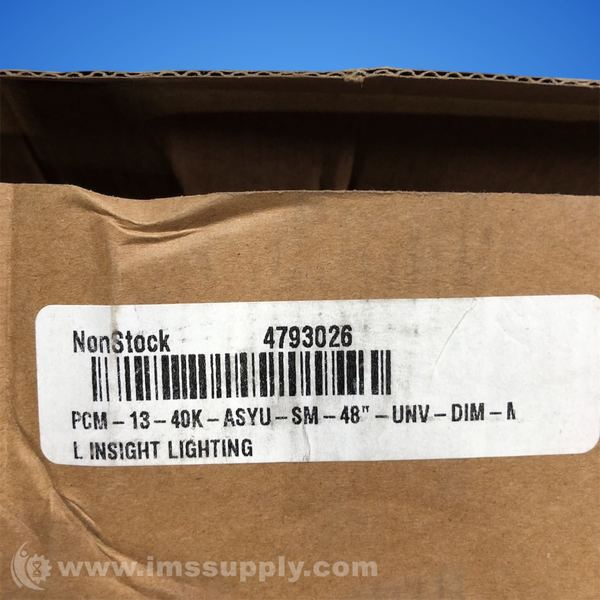 NonStock 4793026
PCM-13-40K-ASYU-SM-48"-UNV-DIM-A
L INSIGHT LIGHTING
www.imssupply.com